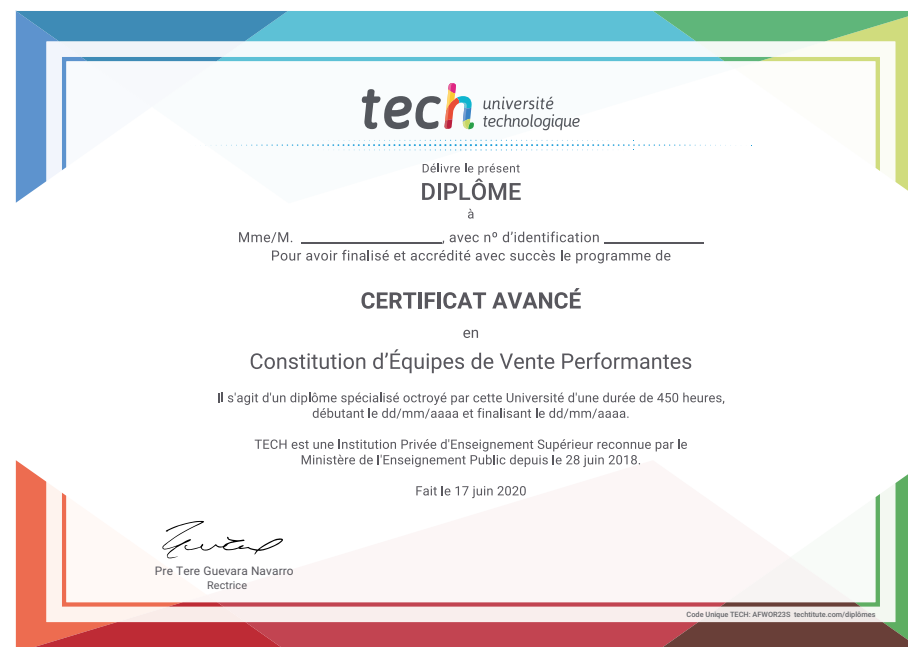 tech université
technologique
Délivre le présent
DIPLÔME
à
Mme/M. ____________________, avec nº d'identification ______________
Pour avoir finalisé et accrédité avec succès le programme de
CERTIFICAT AVANCÉ
en
Constitution d'Équipes de Vente Performantes
Il s'agit d'un diplôme spécialisé octroyé par cette Université d'une durée de 450 heures,
débutant le dd/mm/aaaa et finalisant le dd/mm/aaaa.
TECH est une Institution Privée d'Enseignement Supérieur reconnue par le
Ministère de l'Enseignement Public depuis le 28 juin 2018.
Fait le 17 juin 2020
Pre Tere Guevara Navarro
Rectrice
Code Unique TECH: AFWOR23S techtitute.com/diplômes